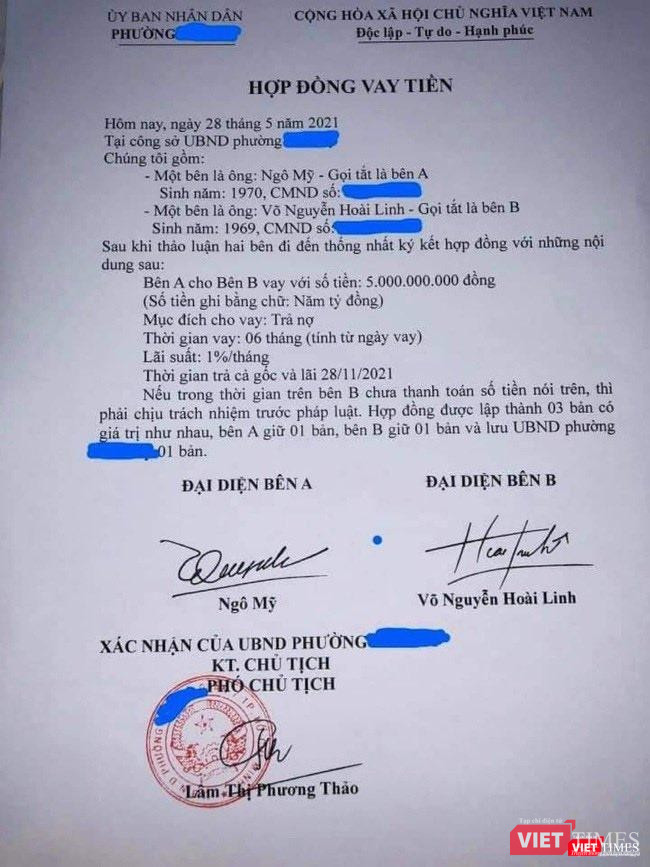 ỦY BAN NHÂN DÂN
PHƯỜNG
CỘNG HÒA XÃ HỘI CHỦ NGHĨA VIỆT NAM
Độc lập - Tự do - Hạnh phúc
HỢP ĐỒNG VAY TIỀN
Hôm nay, ngày 28 tháng 5 năm 2021
Tại công sở UBND phường
Chúng tôi gồm:
- Một bên là ông: Ngô Mỹ - Gọi tắt là bên A
Sinh năm: 1970, CMND số:
- Một bên là ông: Võ Nguyễn Hoài Linh - Gọi tắt là bên B
Sinh năm: 1969, CMND số:
Sau khi thảo luận hai bên đi đến thống nhất ký kết hợp đồng với những nội
dung sau:
Bên A cho Bên B vay với số tiền: 5.000.000.000 đồng
(Số tiền ghi bằng chữ: Năm tỷ đồng)
Mục đích cho vay: Trả nợ
Thời gian vay: 06 tháng (tính từ ngày vay)
Lãi suất: 1%/tháng
Thời gian trả cả gốc và lãi 28/11/2021
Nếu trong thời gian trên bên B chưa thanh toán số tiền nói trên, thì
phải chịu trách nhiệm trước pháp luật. Hợp đồng được lập thành 03 bản có
giá trị như nhau, bên A giữ 01 bản, bên B giữ 01 bản và lưu UBND phường
01 bản.
ĐẠI DIỆN BÊN A
ĐẠI DIỆN BÊN B
Ngô Mỹ
Võ Nguyễn Hoài Linh
XÁC NHẬN CỦA UBND PHƯỜNG
KT. CHỦ TỊCH
PHÓ CHỦ TỊCH
Lâm Thị Phương Thảo
Tạp chí điện tử
VIETTIMES
VIETTIMES